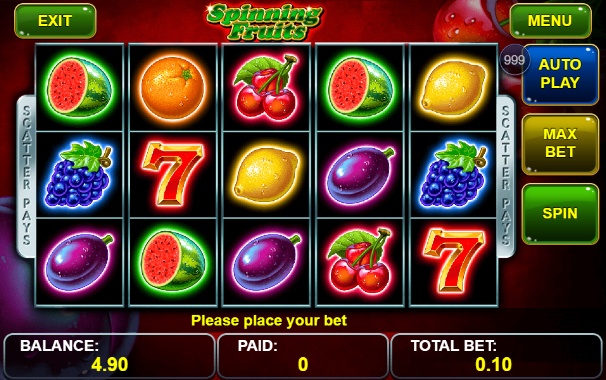 EXIT
Spinning
Fruits
MENU
999
AUTO
PLAY
SCATTER PAYS
SCATTER PAYS
7
MAX
BET
SPIN
7
Please place your bet
BALANCE:
4.90
PAID:
0
TOTAL BET:
0.10